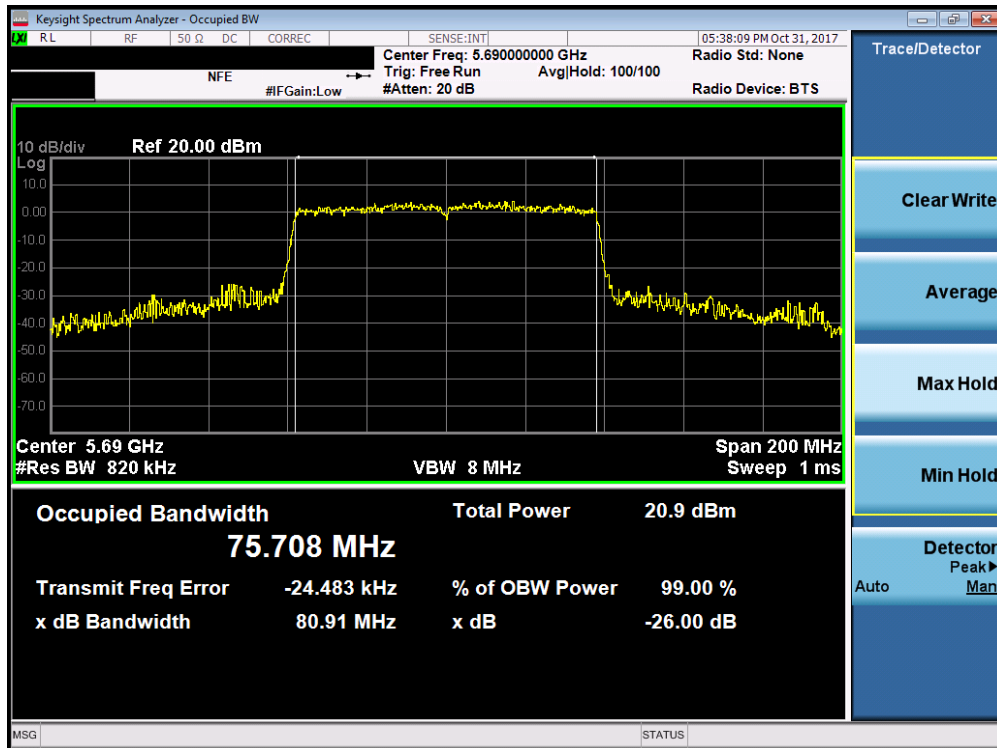 Keysight Spectrum Analyzer - Occupied BW
LXI RL RF 50 Ω DC CORREC SENSE:INT 05:38:09 PM Oct 31, 2017
NFE
#IFGain:Low
Center Freq: 5.690000000 GHz
Trig: Free Run Avg|Hold: 100/100
#Atten: 20 dB
Radio Std: None
Radio Device: BTS
10 dB/div Ref 20.00 dBm
Log
10.0
0.00
-10.0
-20.0
-30.0
-40.0
-50.0
-60.0
-70.0
Center 5.69 GHz Span 200 MHz
#Res BW 820 kHz VBW 8 MHz Sweep 1 ms
Occupied Bandwidth Total Power 20.9 dBm
75.708 MHz
Transmit Freq Error -24.483 kHz % of OBW Power 99.00 %
x dB Bandwidth 80.91 MHz x dB -26.00 dB
Trace/Detector
Clear Write
Average
Max Hold
Min Hold
Detector
Peak▶
Auto Man
MSG STATUS